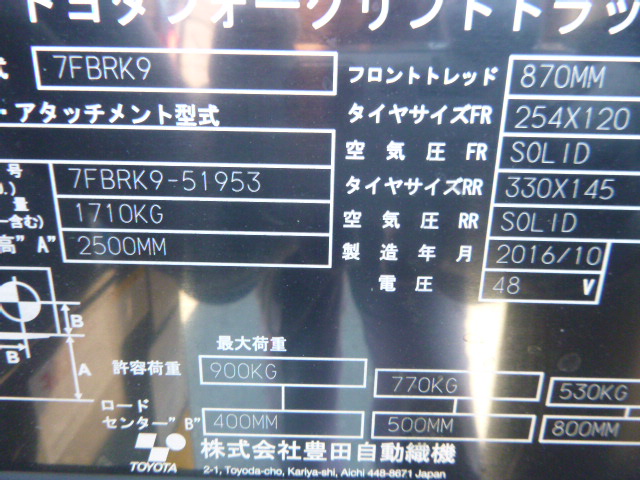 トヨタフォークリフトトラッ
式 7FBRK9 フロントトレッド 870MM
・アタッチメント型式 タイヤサイズFR 254X120
空気圧FR SOLID
号 7FBRK9-51953 タイヤサイズRR 330X145
量 1710KG 空気圧RR SOLID
ー含む)
高"A" 2500MM 製造年月 2016/10
電圧 48 V
B
B A
最大荷重
許容荷重 900KG 770KG 530KG
ロード
センター"B" 400MM 500MM 800MM
TOYOTA 株式会社豊田自動織機
2-1, Toyoda-cho, Kariya-shi, Aichi 448-8671 Japan